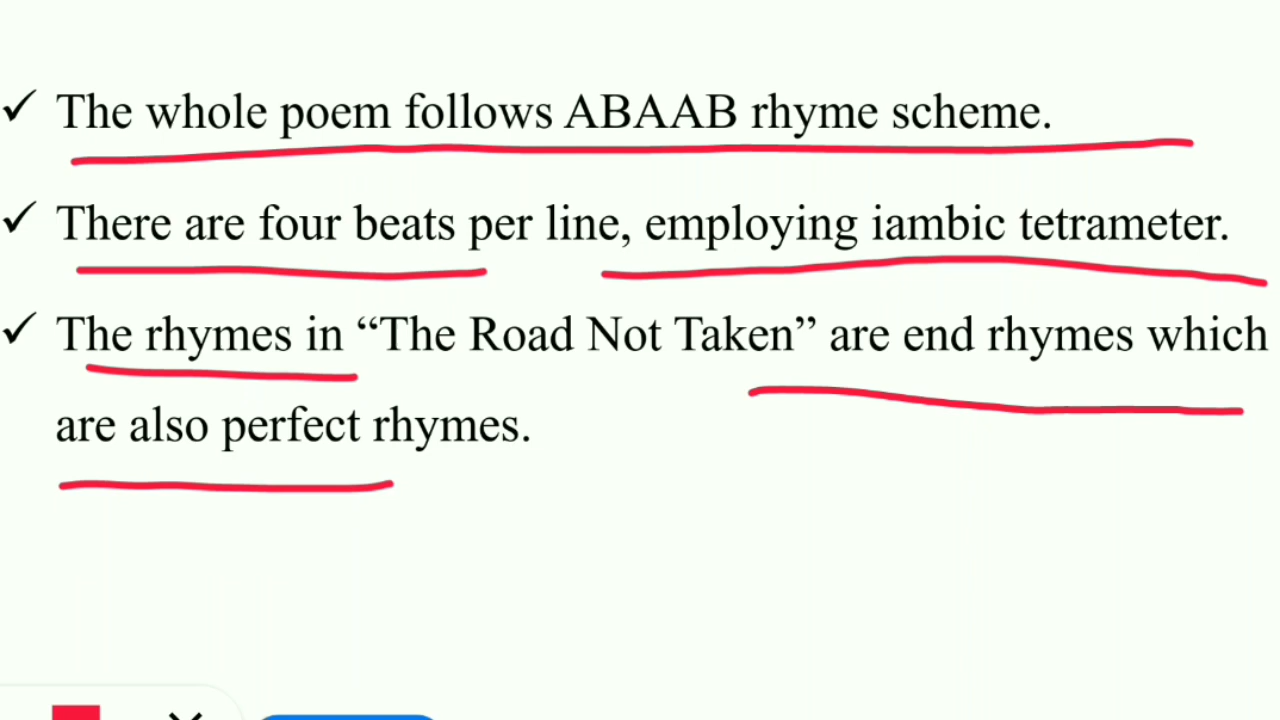 ✓ The whole poem follows ABAAB rhyme scheme.
✓ There are four beats per line, employing iambic tetrameter.
✓ The rhymes in “The Road Not Taken” are end rhymes which
are also perfect rhymes.